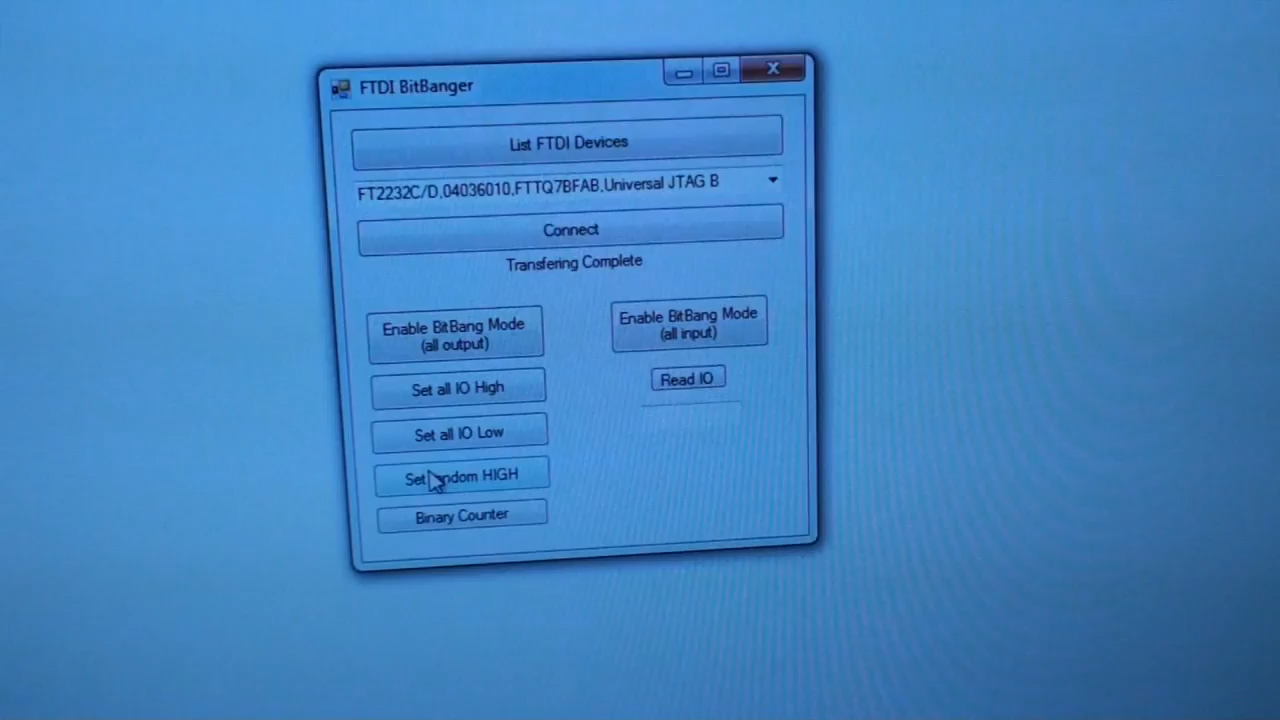 FTDI BitBanger
List FTDI Devices
FT2232C/D,04036010,FTTQ7BFAB,Universal JTAG B
Connect
Transfering Complete
Enable BitBang Mode
(all output)
Enable BitBang Mode
(all input)
Set all IO High
Read IO
Set all IO Low
Set HIGH
Binary Counter